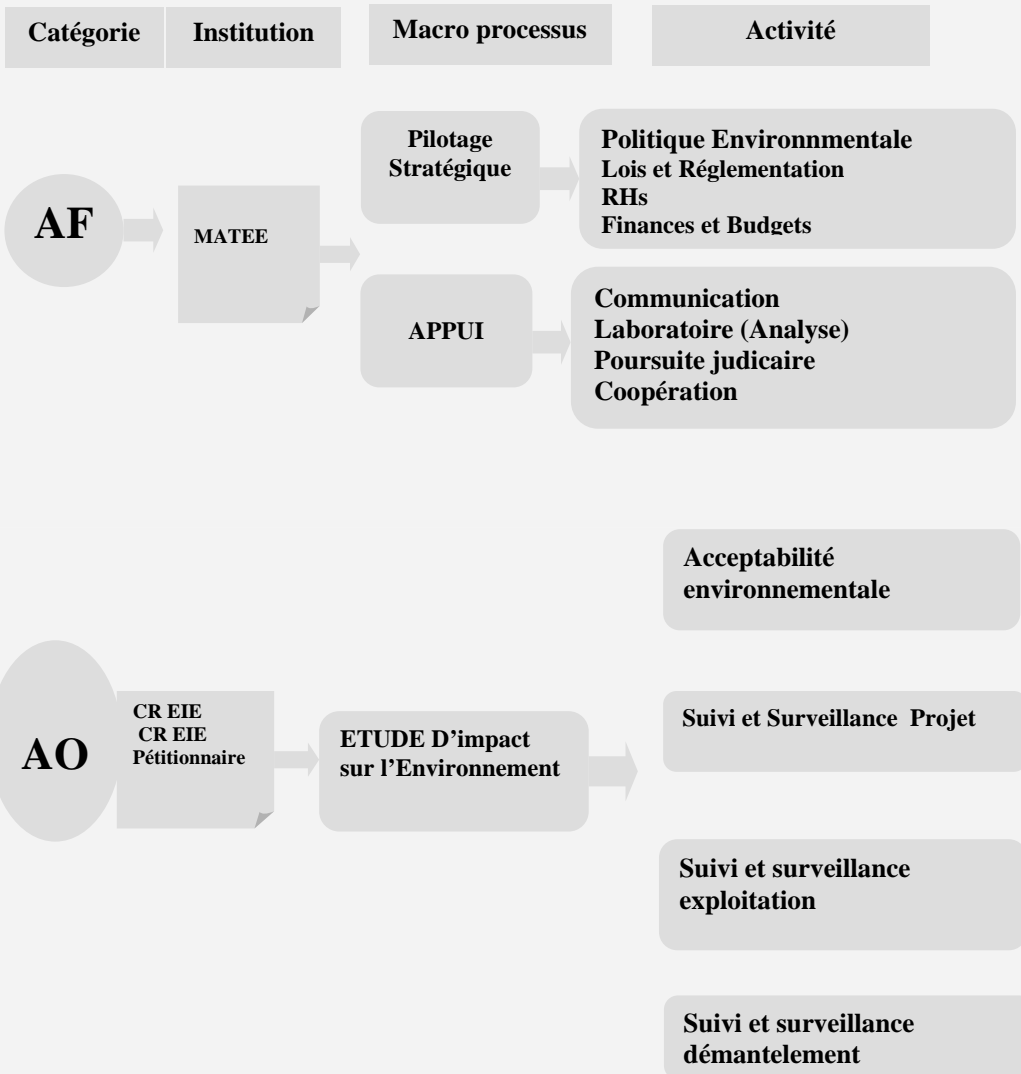 Catégorie
Institution
Macro processus
Activité
AF
MATEE
Pilotage
Stratégique
Politique Environnmentale
Lois et Réglementation
RHs
Finances et Budgets
APPUI
Communication
Laboratoire (Analyse)
Poursuite judicaire
Coopération
AO
CR EIE
CR EIE
Pétitionnaire
ETUDE D'impact
sur l'Environnement
Acceptabilité
environnementale
Suivi et Surveillance Projet
Suivi et surveillance
exploitation
Suivi et surveillance
démantelement